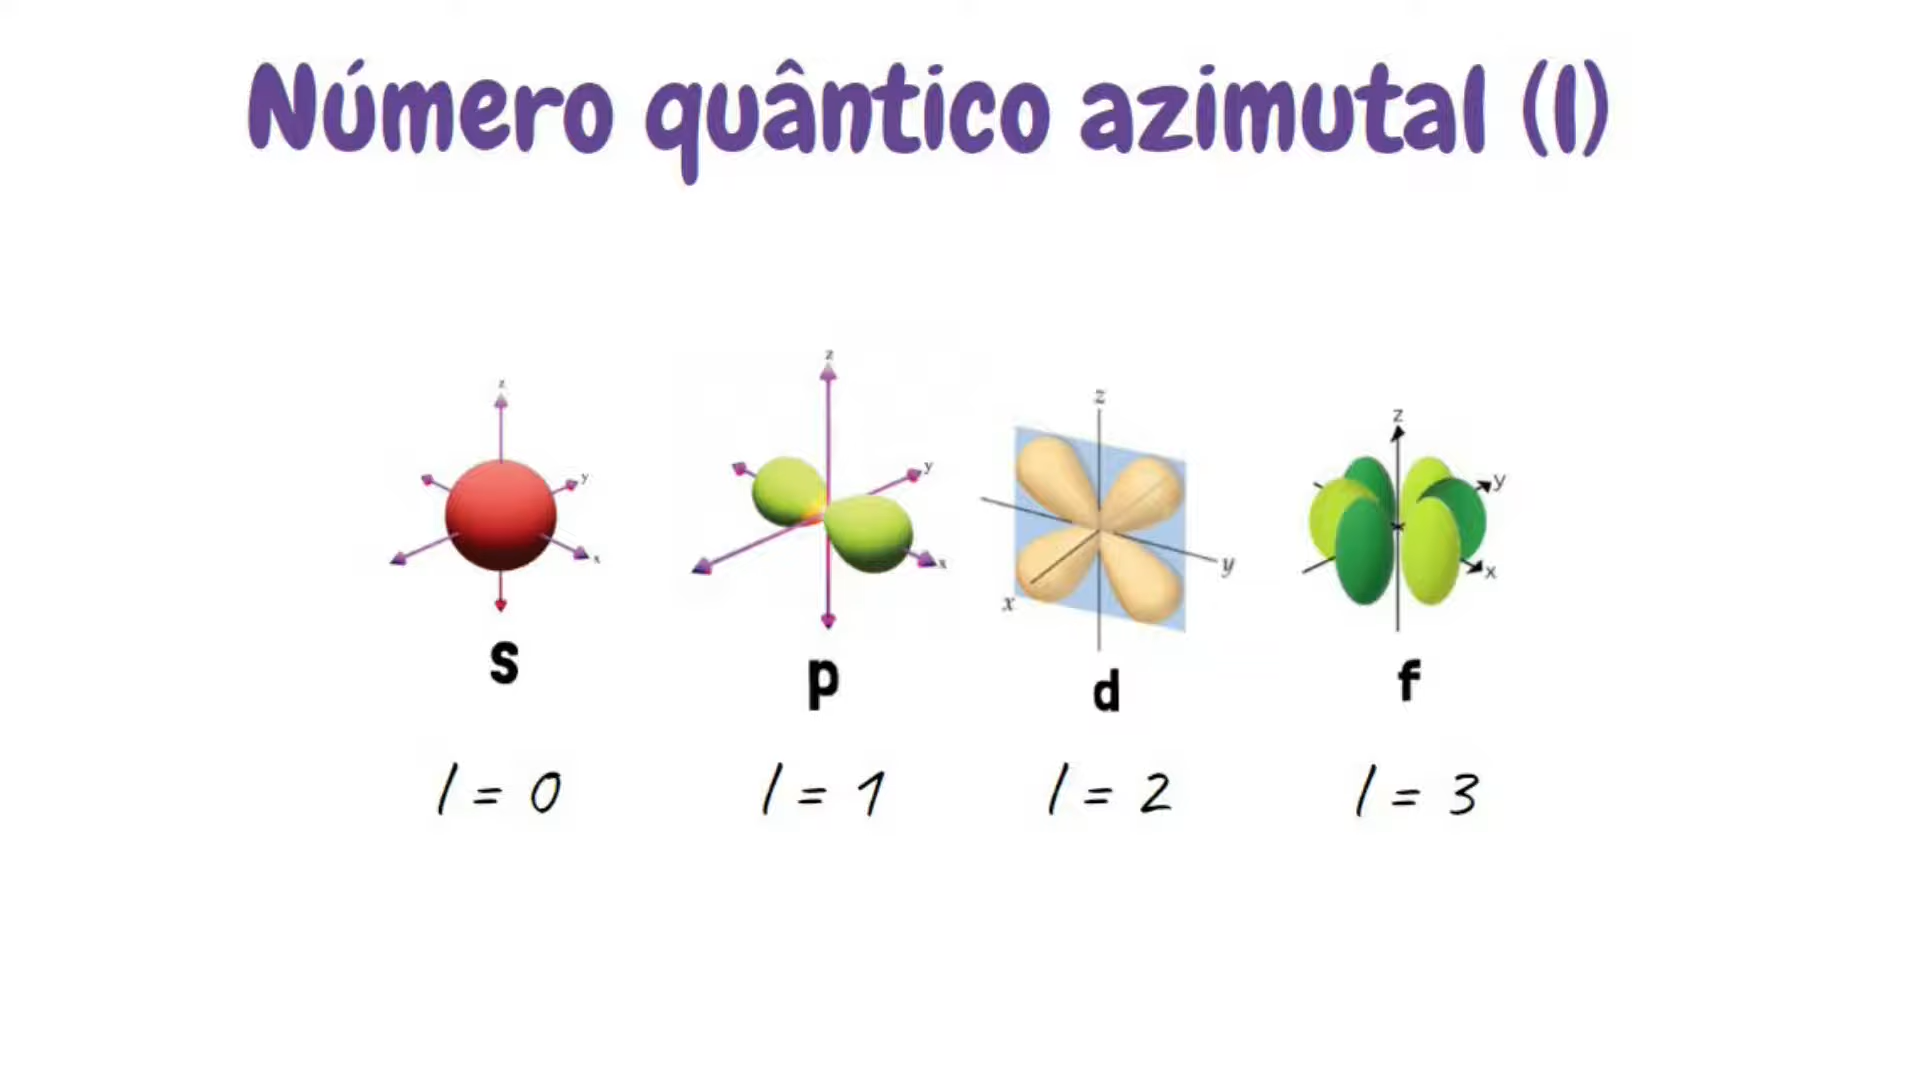 Número quântico azimutal (l)
z
y
x
z
y
x
z
y
x
z
y
x
s
p
d
f
l = 0
l = 1
l = 2
l = 3